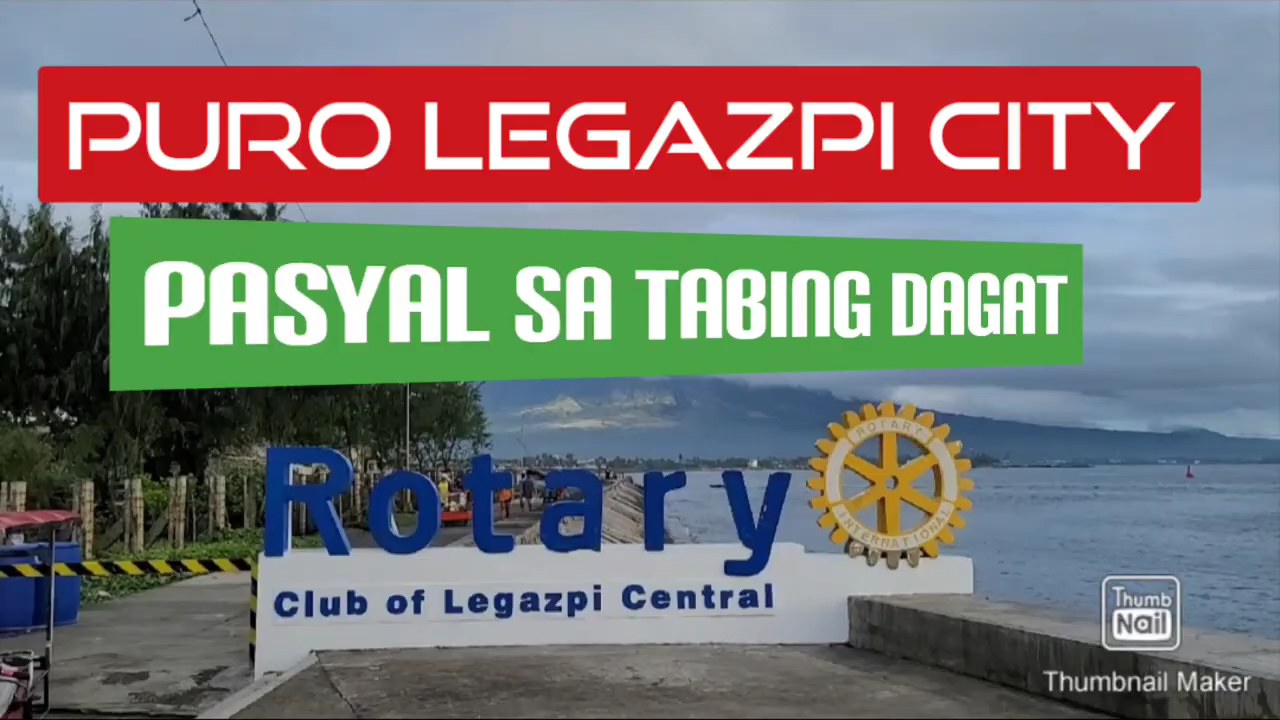 PURO LEGAZPI CITY
PASYAL SA TABING DAGAT
Rotary
ROTARY
INTERNATIONAL
Club of Legazpi Central
Thumb
Nail
Thumbnail Maker